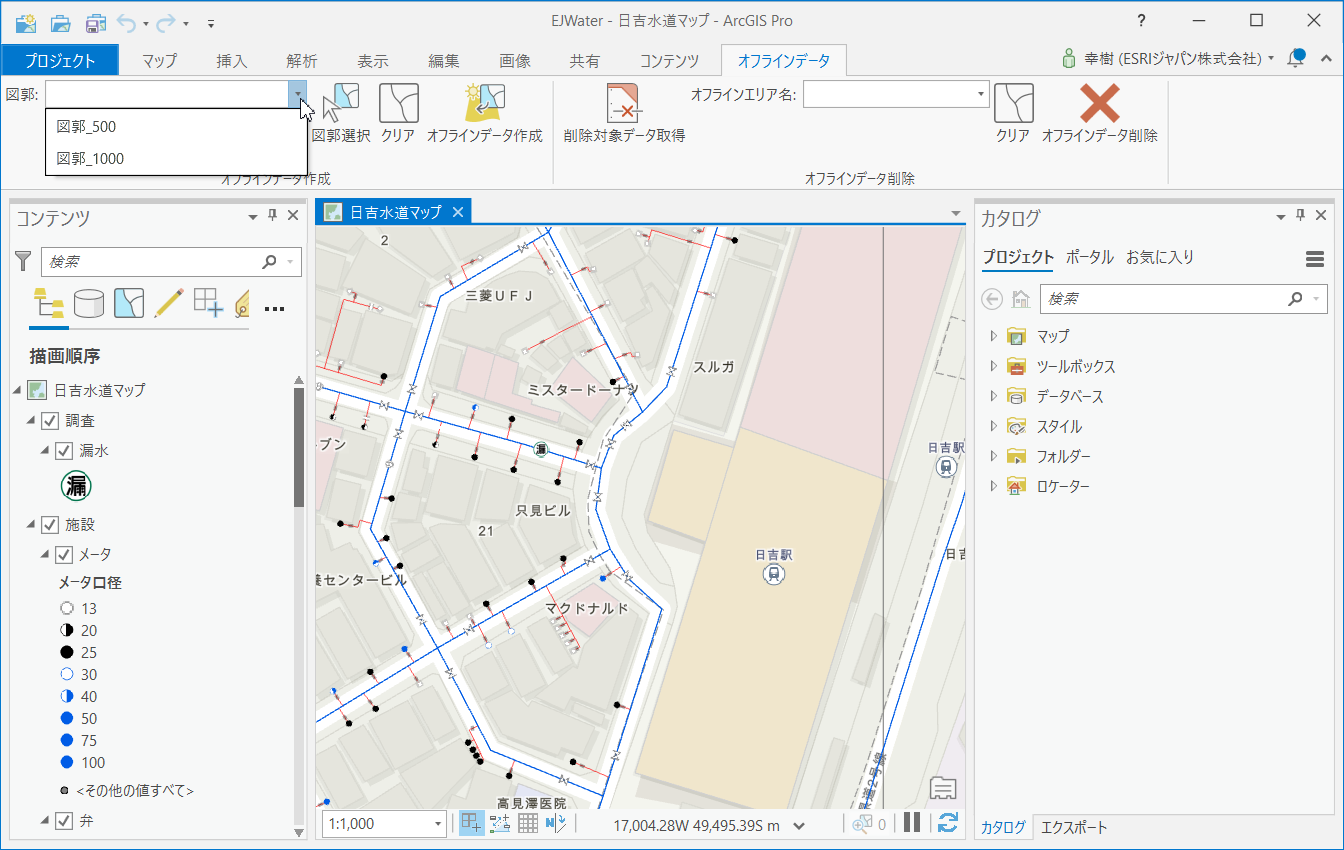 EJWater - 日吉水道マップ - ArcGIS Pro
?
プロジェクト マップ 挿入 解析 表示 編集 画像 共有 コンテンツ オフラインデータ
幸樹 (ESRIジャパン株式会社)
図郭:
図郭_500
図郭_1000
図郭選択 クリア オフラインデータ作成
オフラインデータ作成
削除対象データ取得
オフラインエリア名:
クリア オフラインデータ削除
オフラインデータ削除
コンテンツ
検索
描画順序
日吉水道マップ
調査
漏水
漏
施設
メータ
メータ口径
13
20
25
30
40
50
75
100
<その他の値すべて>
弁
日吉水道マップ
2
三菱UFJ
スルガ
ミスタードーナツ
ブン
漏
日吉駅
只見ビル
21
日吉駅
日吉
養センタービル
マクドナルド
高見澤医院
県道2号線
1:1,000
17,004.28W 49,495.39S m
0
カタログ
プロジェクト ポータル お気に入り
検索
マップ
ツールボックス
データベース
スタイル
フォルダー
ロケーター
カタログ エクスポート